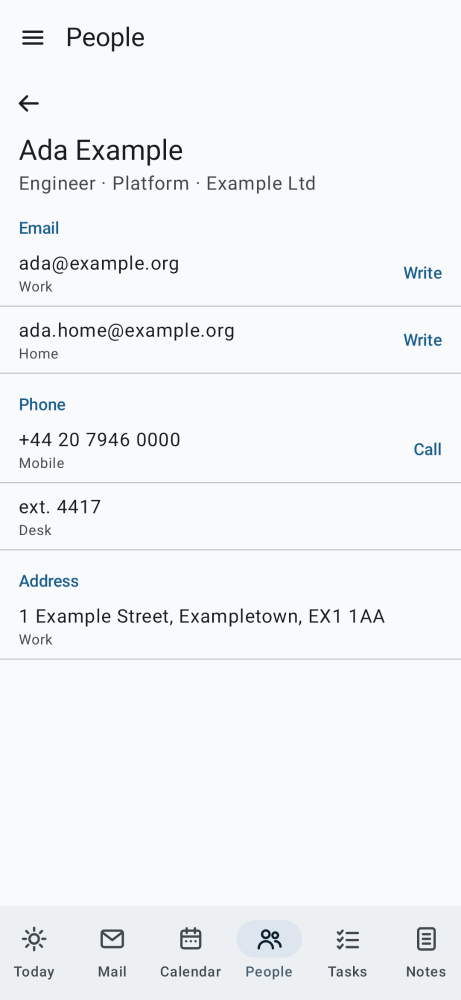 People
Ada Example
Engineer · Platform · Example Ltd
Email
ada@example.org
Work
Write
ada.home@example.org
Home
Write
Phone
+44 20 7946 0000
Mobile
Call
ext. 4417
Desk
Address
1 Example Street, Exampletown, EX1 1AA
Work
Today
Mail
Calendar
People
Tasks
Notes